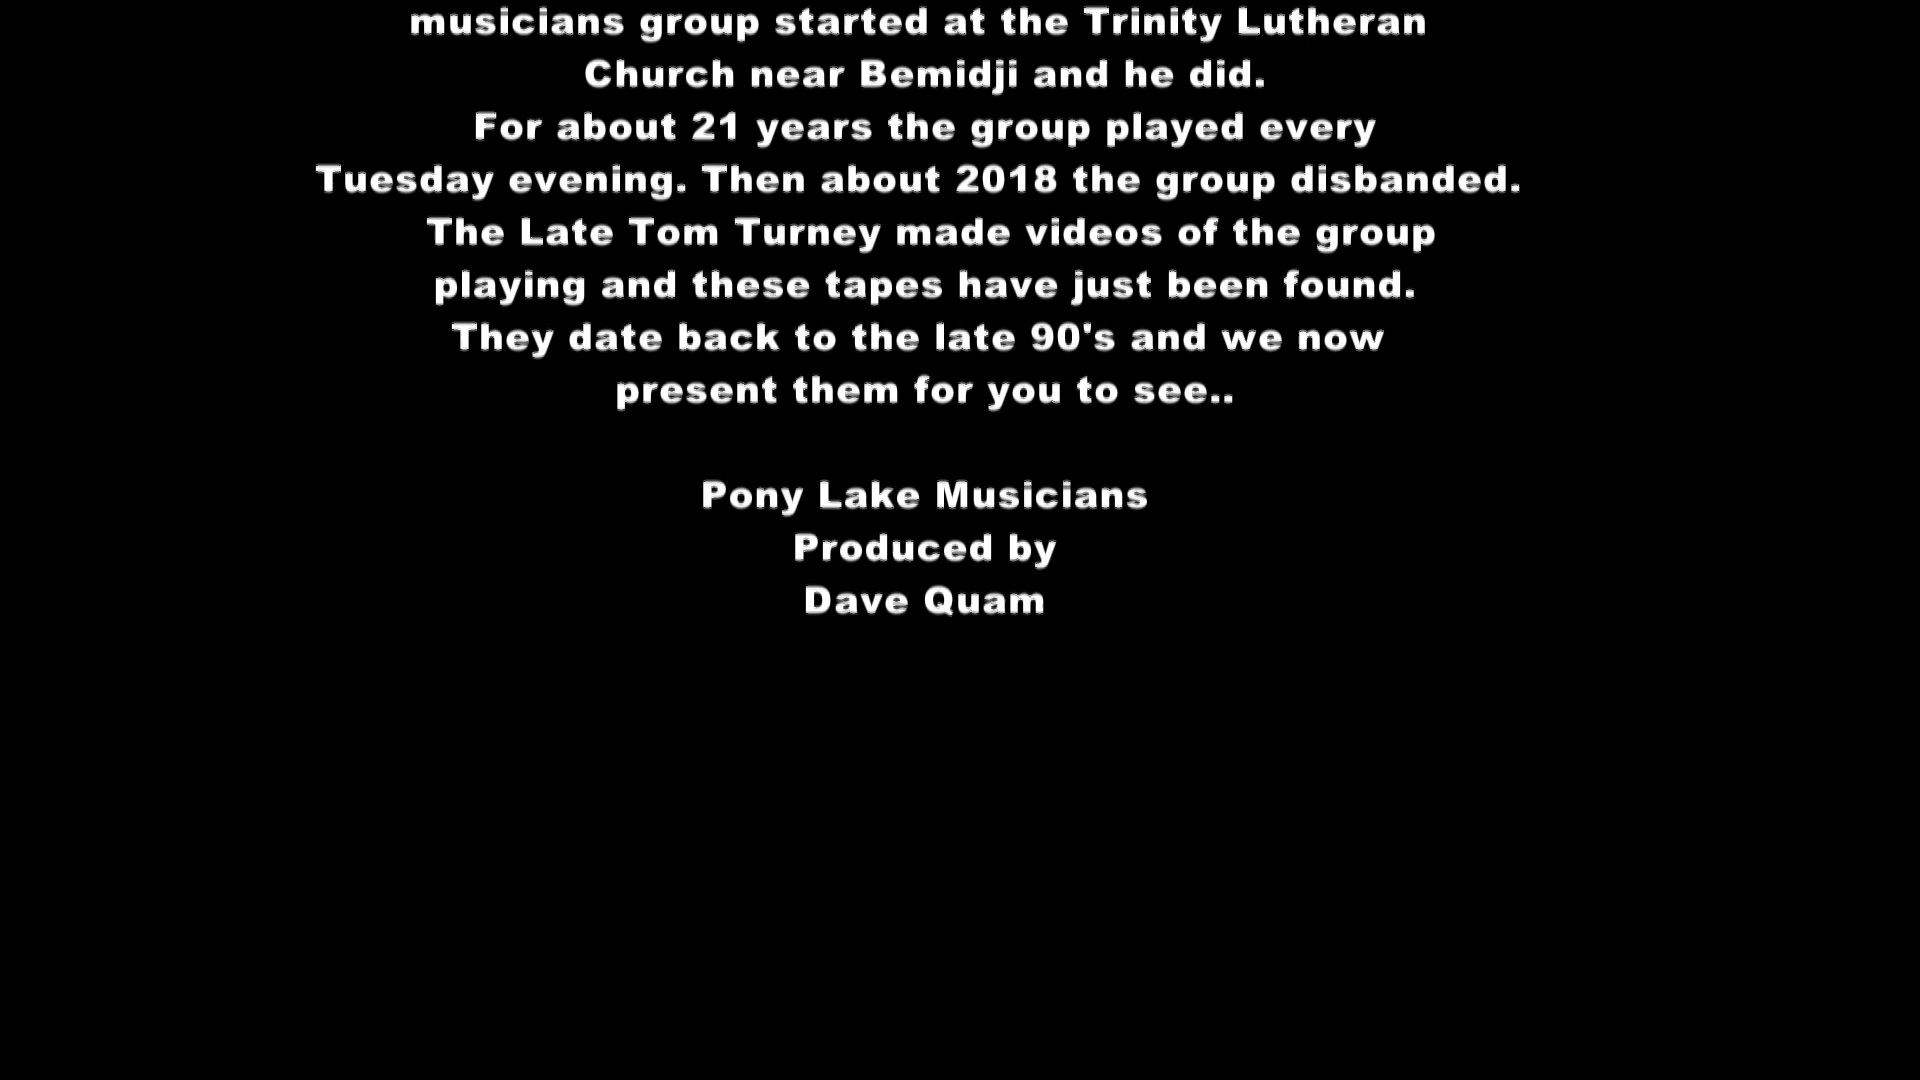 musicians group started at the Trinity Lutheran
Church near Bemidji and he did.
For about 21 years the group played every
Tuesday evening. Then about 2018 the group disbanded.
The Late Tom Turney made videos of the group
playing and these tapes have just been found.
They date back to the late 90's and we now
present them for you to see..
Pony Lake Musicians
Produced by
Dave Quam